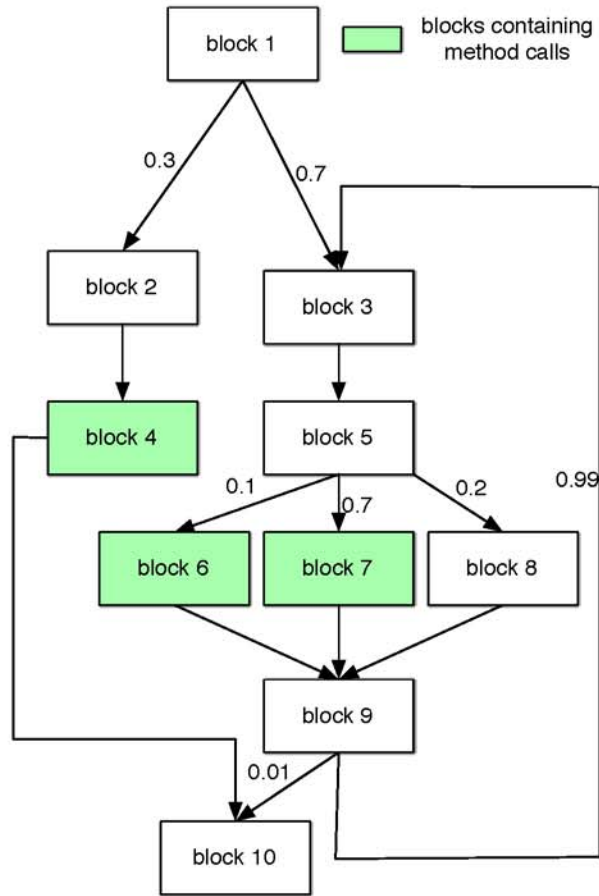 block 1
blocks containing
method calls
0.3
0.7
block 2
block 3
block 4
block 5
0.1
0.7
0.2
0.99
block 6
block 7
block 8
block 9
0.01
block 10